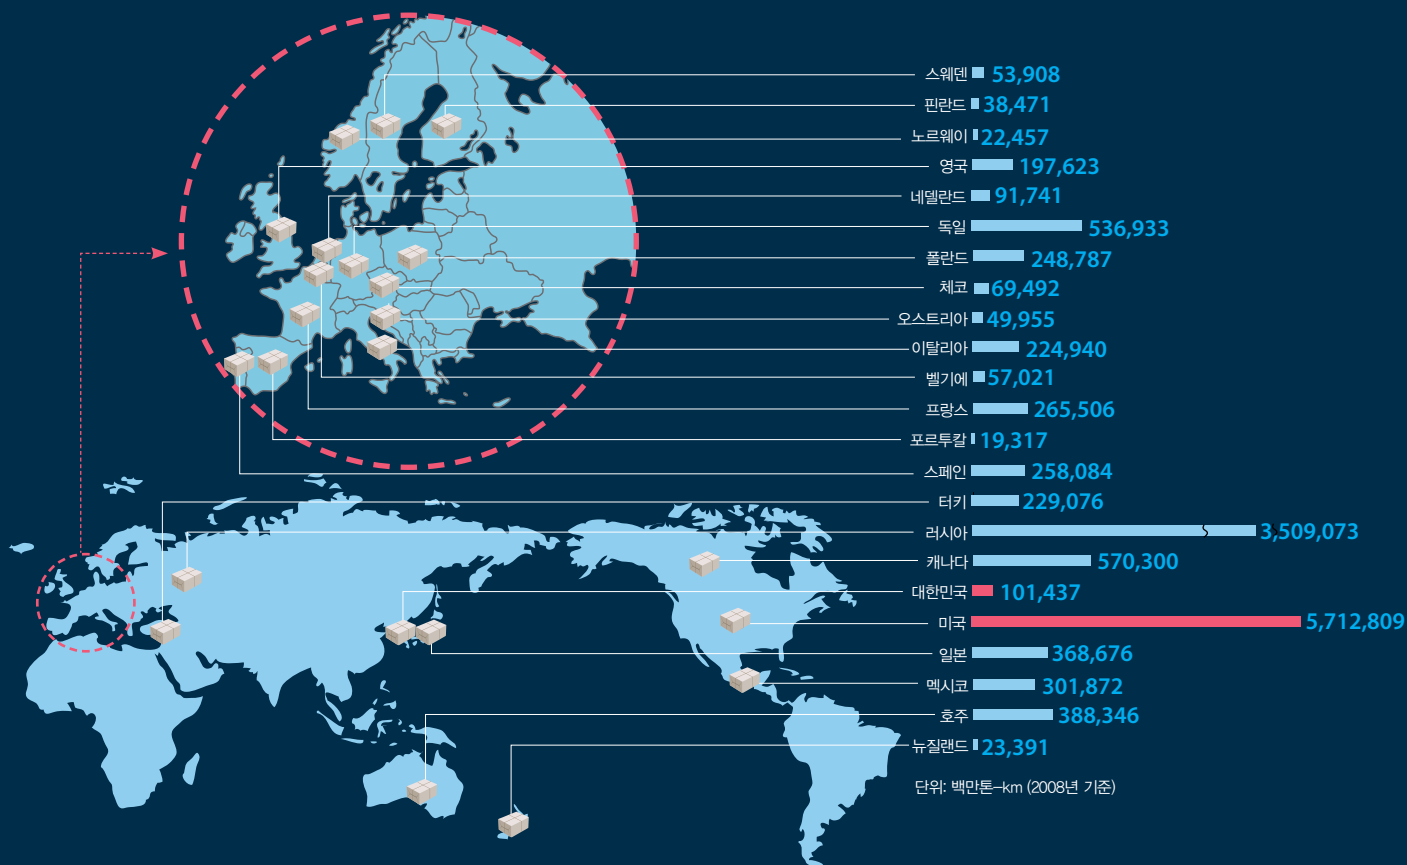 스웨덴 53,908
핀란드 38,471
노르웨이 22,457
영국 197,623
네델란드 91,741
독일 536,933
폴란드 248,787
체코 69,492
오스트리아 49,955
이탈리아 224,940
벨기에 57,021
프랑스 265,506
포르투칼 19,317
스페인 258,084
터키 229,076
러시아 3,509,073
캐나다 570,300
대한민국 101,437
미국 5,712,809
일본 368,676
멕시코 301,872
호주 388,346
뉴질랜드 23,391
단위: 백만톤-km (2008년 기준)